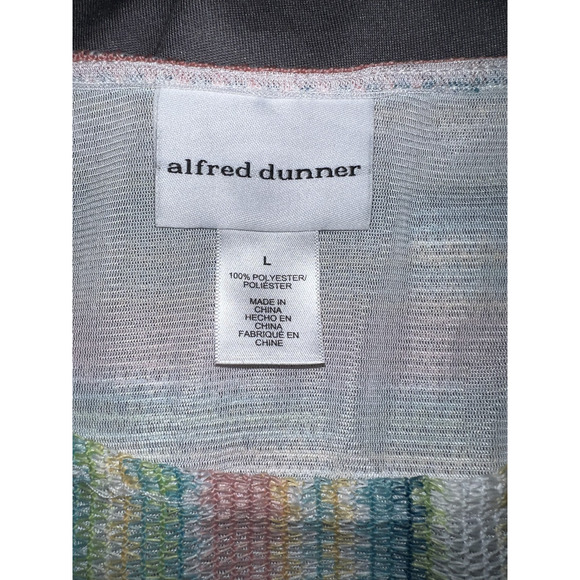 alfred dunner
L
100% POLYESTER/
POLIÉSTER
MADE IN
CHINA
HECHO EN
CHINA
FABRIQUÉ EN
CHINE